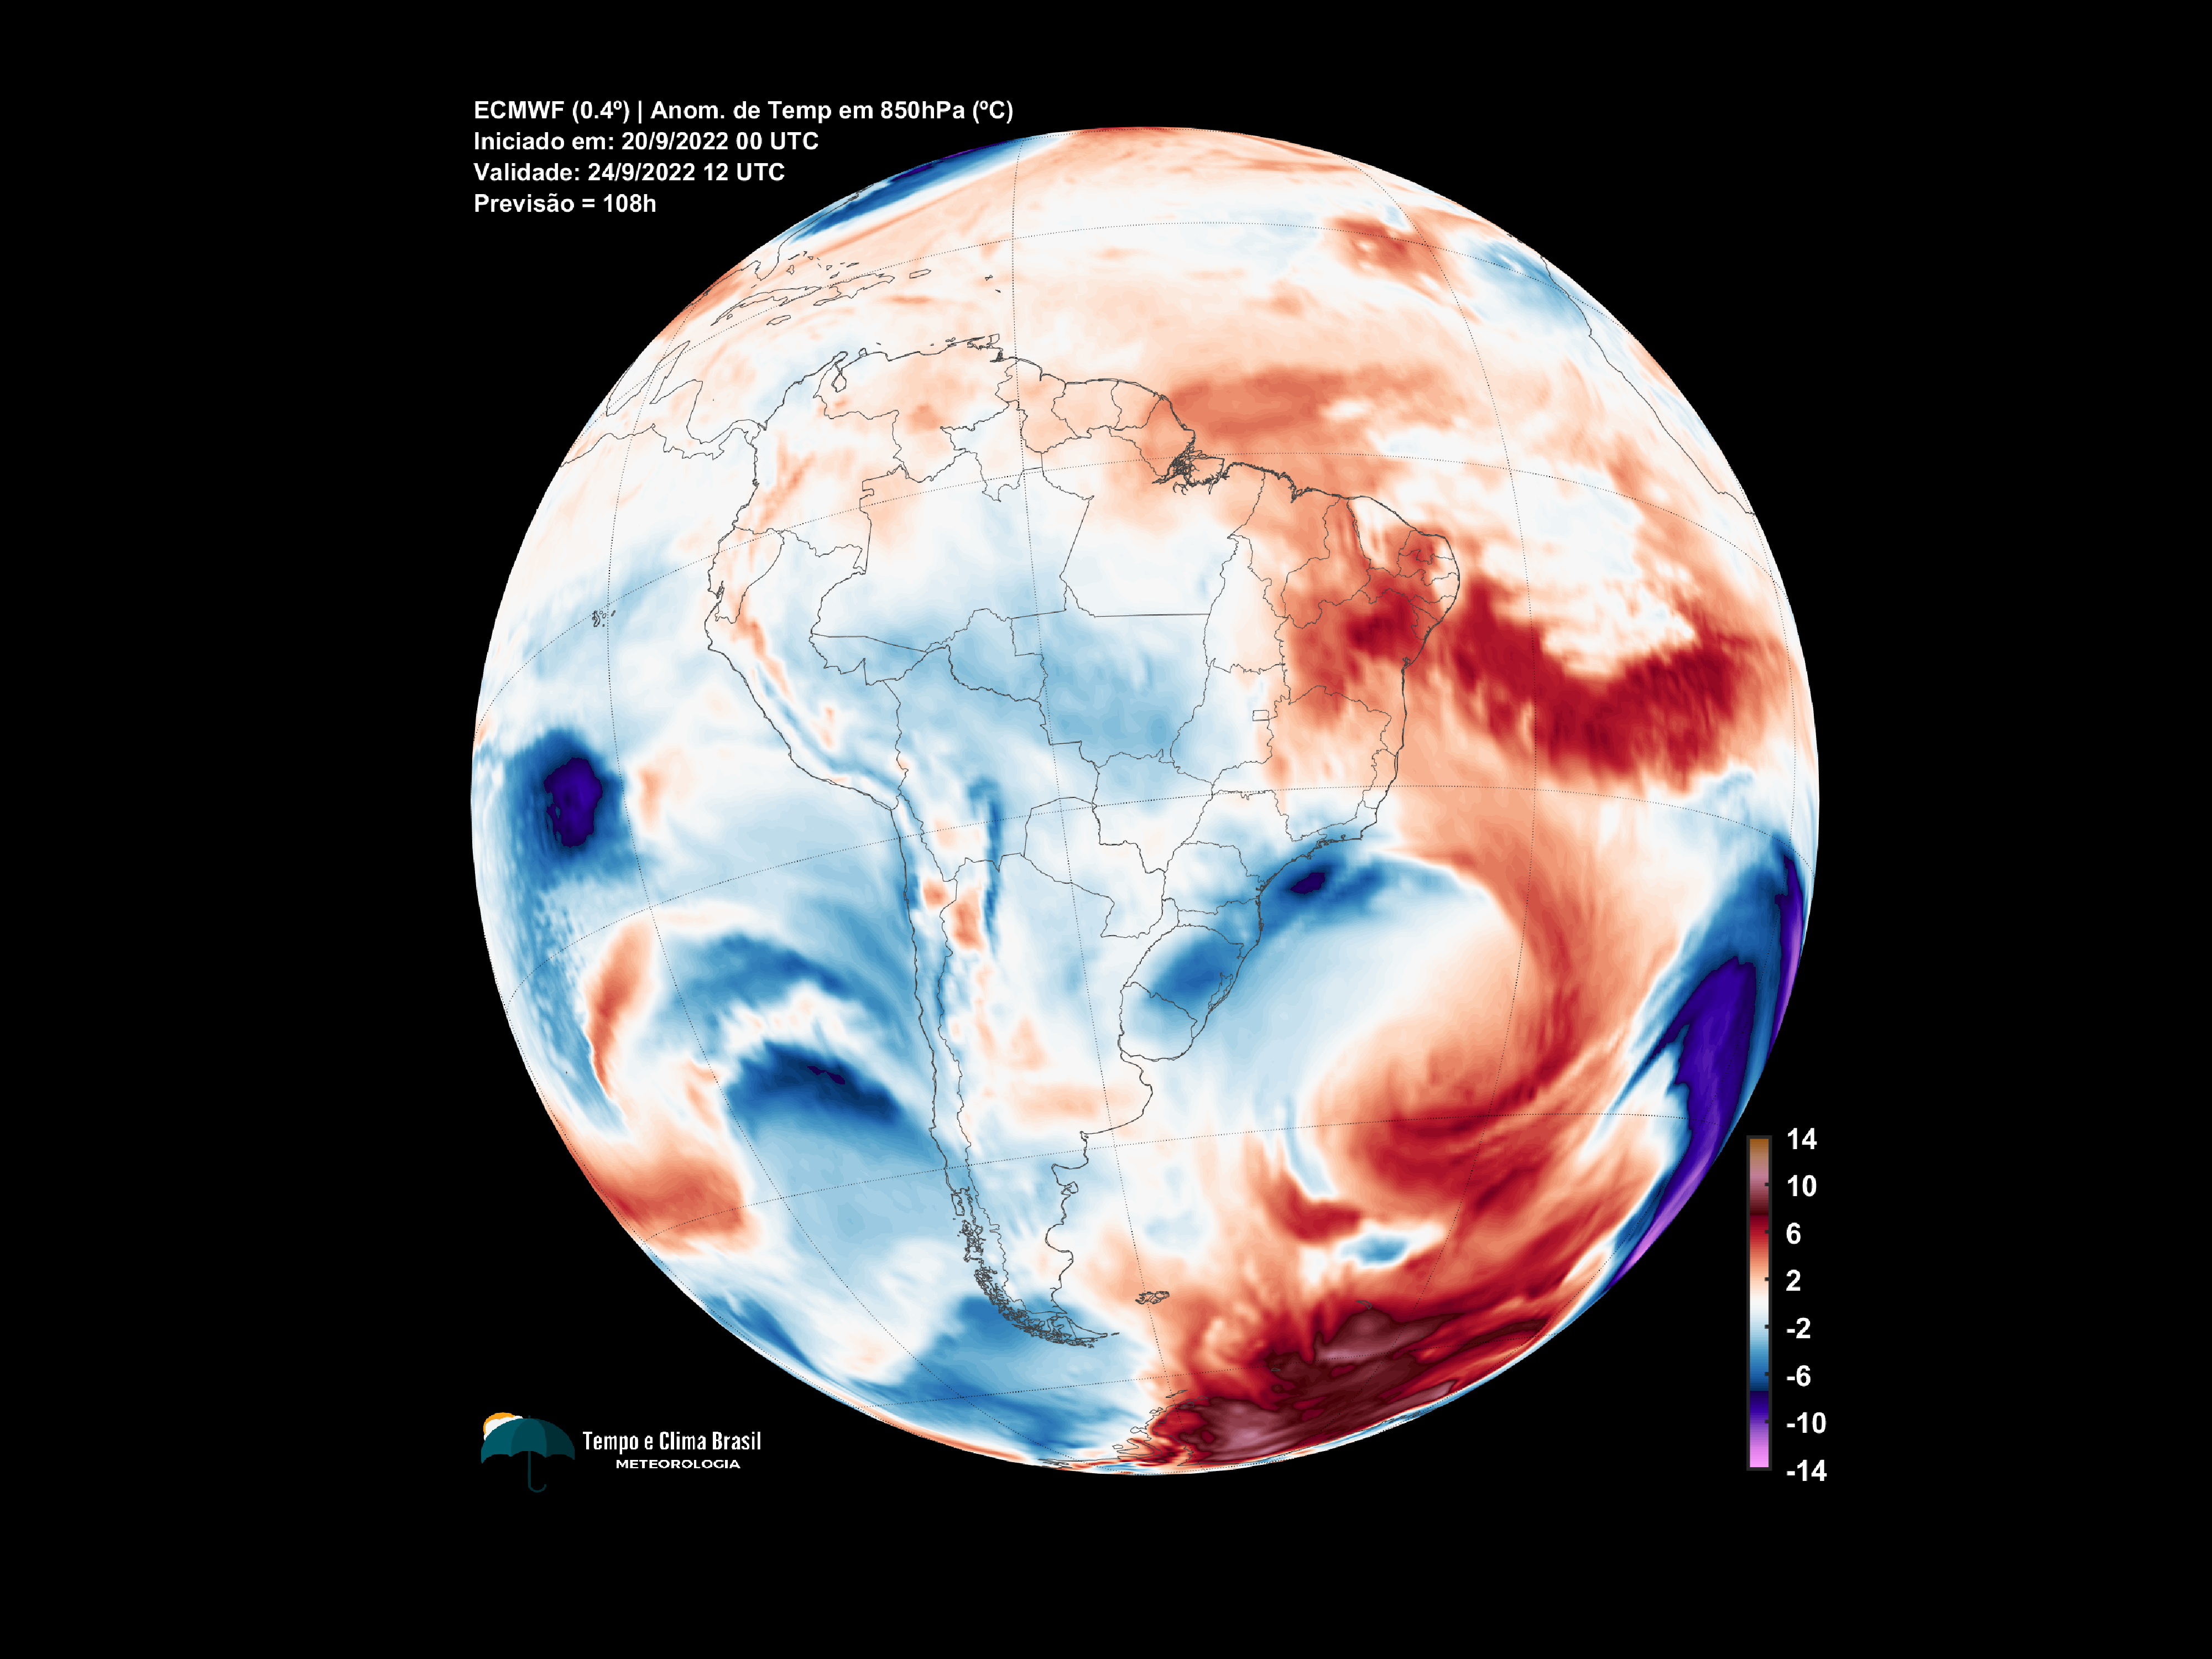 ECMWF (0.4º) | Anom. de Temp em 850hPa (ºC)
Iniciado em: 20/9/2022 00 UTC
Validade: 24/9/2022 12 UTC
Previsão = 108h
14
10
6
2
-2
-6
-10
-14
Tempo e Clima Brasil
METEOROLOGIA